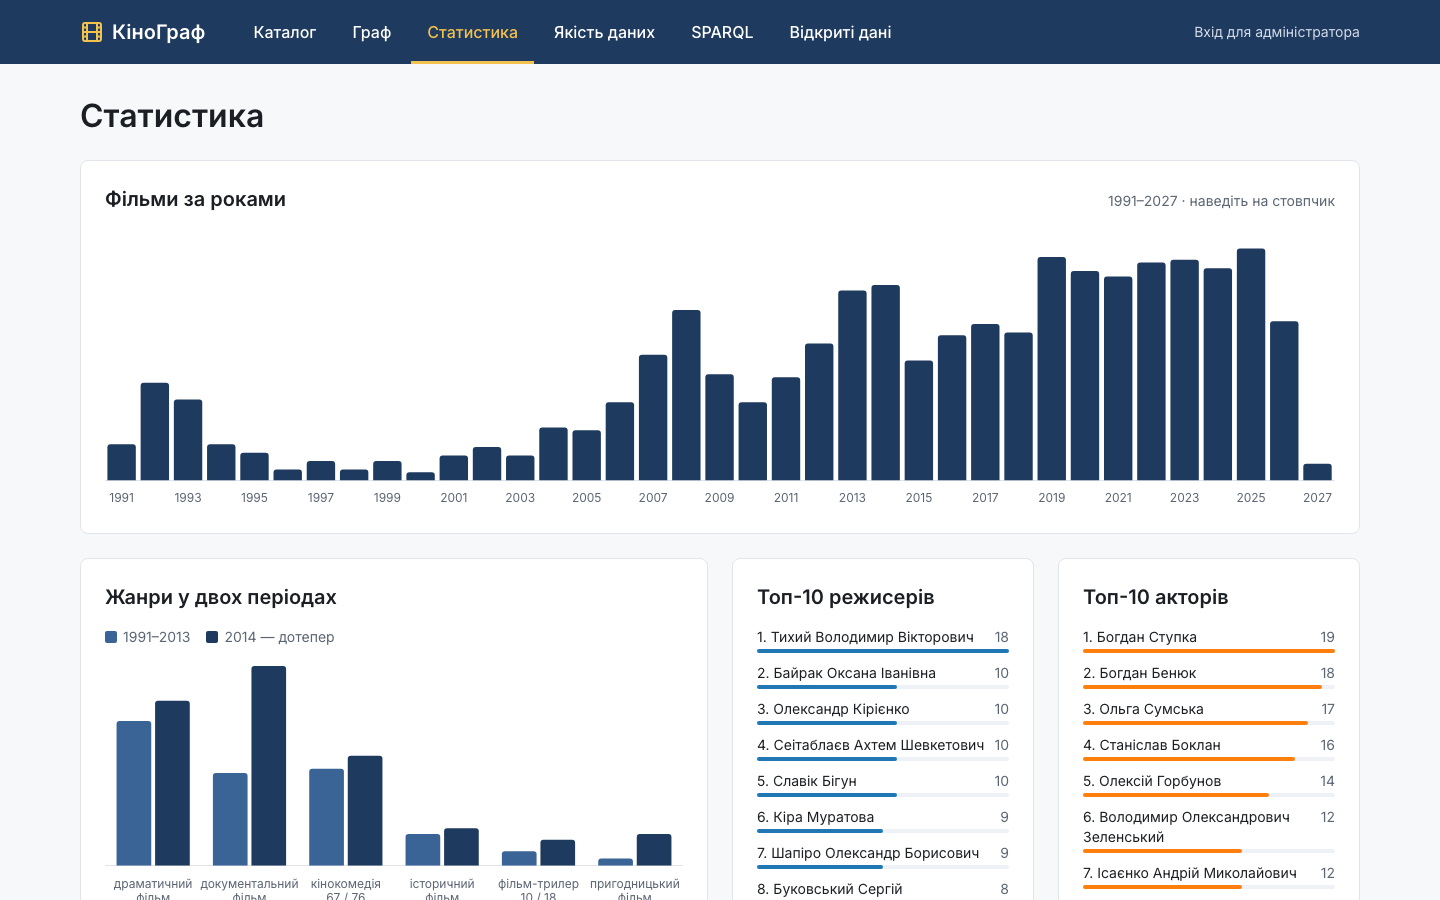 КіноГраф
Каталог
Граф
Статистика
Якість даних
SPARQL
Відкриті дані
Вхід для адміністратора
Статистика
Фільми за роками
1991–2027 · наведіть на стовпчик
1991 1993 1995 1997 1999 2001 2003 2005 2007 2009 2011 2013 2015 2017 2019 2021 2023 2025 2027
Жанри у двох періодах
1991–2013
2014 — дотепер
драматичний фільм
документальний фільм
кінокомедія
67 / 76
історичний фільм
фільм-трилер
10 / 18
пригодницький фільм
Топ-10 режисерів
1. Тихий Володимир Вікторович 18
2. Байрак Оксана Іванівна 10
3. Олександр Кірієнко 10
4. Сеітаблаєв Ахтем Шевкетович 10
5. Славік Бігун 10
6. Кіра Муратова 9
7. Шапіро Олександр Борисович 9
8. Буковський Сергій 8
Топ-10 акторів
1. Богдан Ступка 19
2. Богдан Бенюк 18
3. Ольга Сумська 17
4. Станіслав Боклан 16
5. Олексій Горбунов 14
6. Володимир Олександрович 12
Зеленський
7. Ісаєнко Андрій Миколайович 12